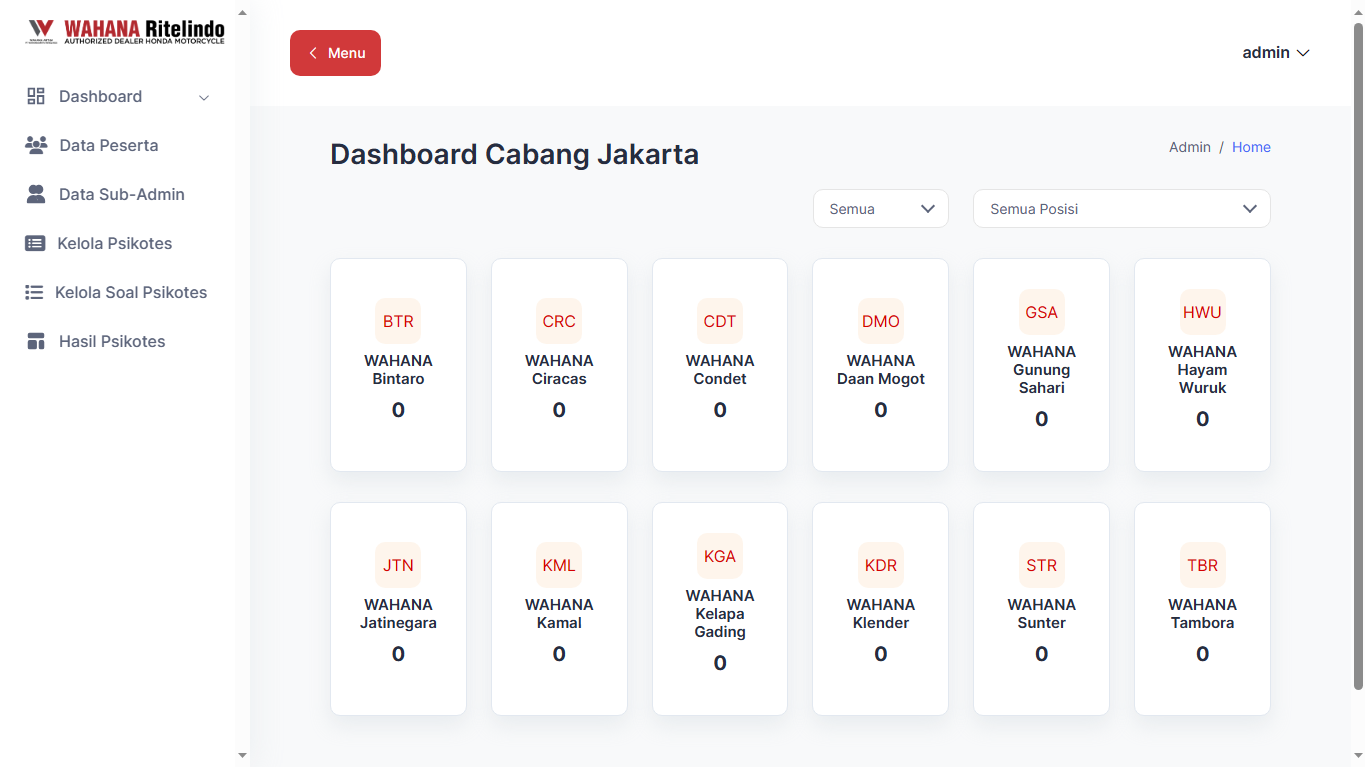 WAHANA Ritelindo
AUTHORIZED DEALER HONDA MOTORCYCLE
Dashboard
Data Peserta
Data Sub-Admin
Kelola Psikotes
Kelola Soal Psikotes
Hasil Psikotes
Menu
admin
Dashboard Cabang Jakarta
Admin / Home
Semua
Semua Posisi
BTR
WAHANA
Bintaro
0
CRC
WAHANA
Ciracas
0
CDT
WAHANA
Condet
0
DMO
WAHANA
Daan Mogot
0
GSA
WAHANA
Gunung
Sahari
0
HWU
WAHANA
Hayam
Wuruk
0
JTN
WAHANA
Jatinegara
0
KML
WAHANA
Kamal
0
KGA
WAHANA
Kelapa
Gading
0
KDR
WAHANA
Klender
0
STR
WAHANA
Sunter
0
TBR
WAHANA
Tambora
0